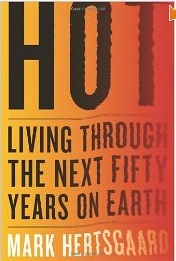 HOT
LIVING THROUGH
THE NEXT FIFTY
YEARS ON EARTH
MARK HERTSGAARD